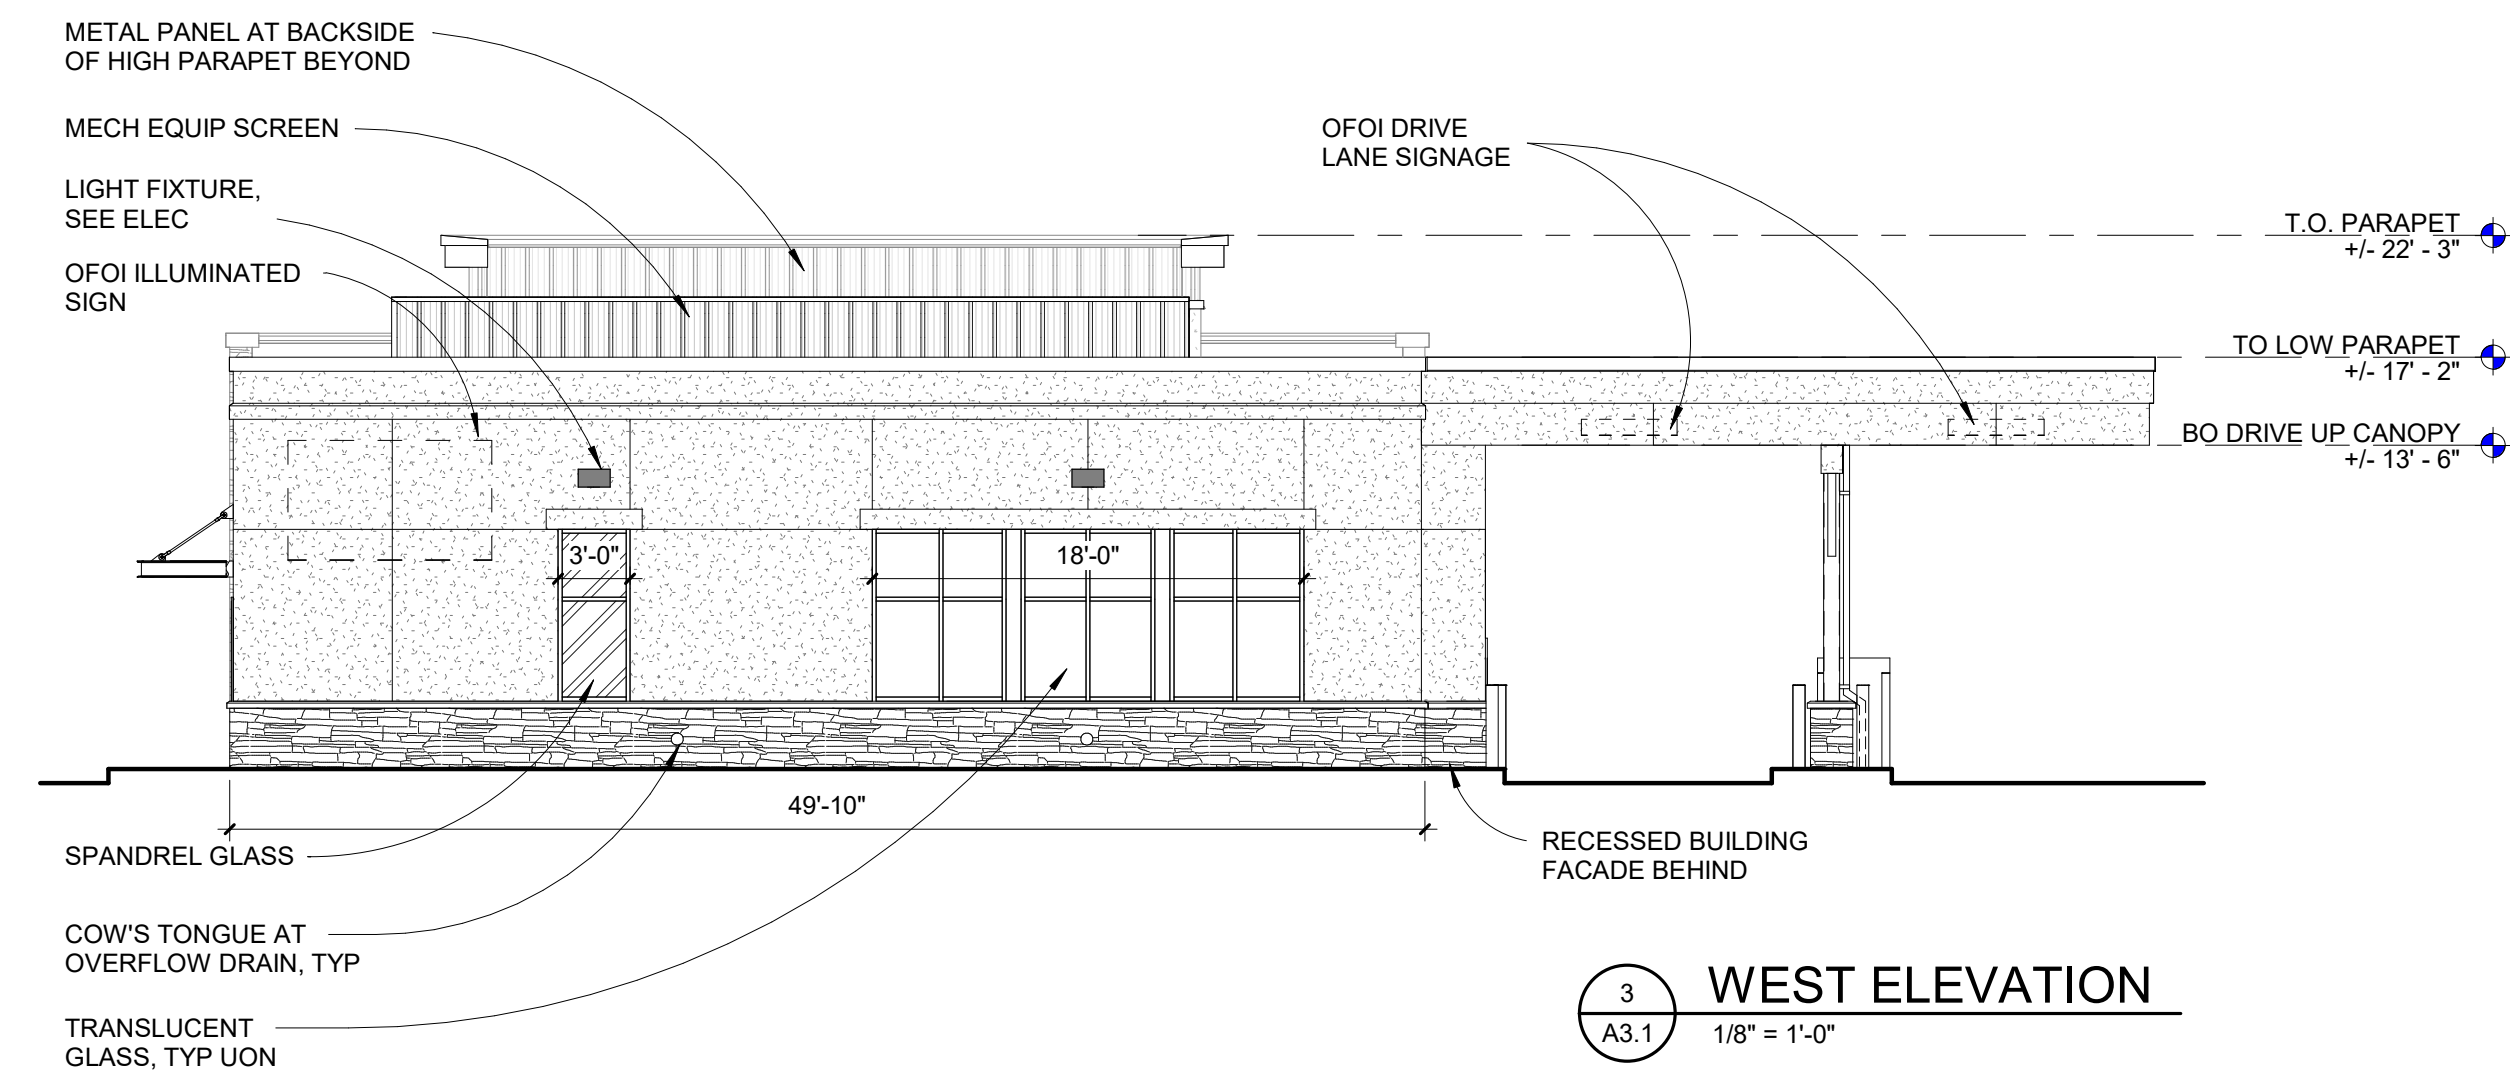 METAL PANEL AT BACKSIDE
OF HIGH PARAPET BEYOND
MECH EQUIP SCREEN
LIGHT FIXTURE,
SEE ELEC
OFOI ILLUMINATED
SIGN
OFOI DRIVE
LANE SIGNAGE
T.O. PARAPET
+/- 22' - 3"
TO LOW PARAPET
+/- 17' - 2"
BO DRIVE UP CANOPY
+/- 13' - 6"
3'-0"
18'-0"
49'-10"
SPANDREL GLASS
COW'S TONGUE AT
OVERFLOW DRAIN, TYP
TRANSLUCENT
GLASS, TYP UON
RECESSED BUILDING
FACADE BEHIND
3
A3.1
WEST ELEVATION
1/8" = 1'-0"